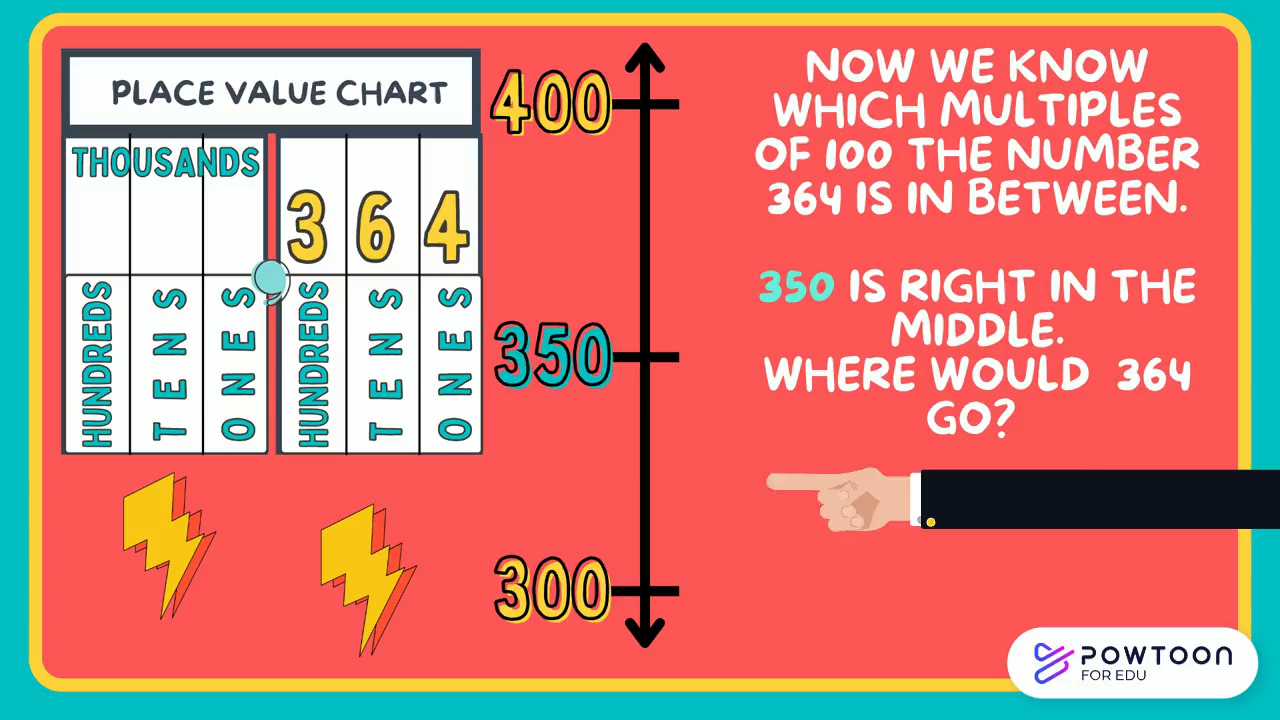 PLACE VALUE CHART
THOUSANDS
3 6 4
HUNDREDS
TENS
ONES
HUNDREDS
TENS
ONES
400
350
300
NOW WE KNOW
WHICH MULTIPLES
OF 100 THE NUMBER
364 IS IN BETWEEN.
350 IS RIGHT IN THE
MIDDLE.
WHERE WOULD 364
GO?
POWTOON
FOR EDU